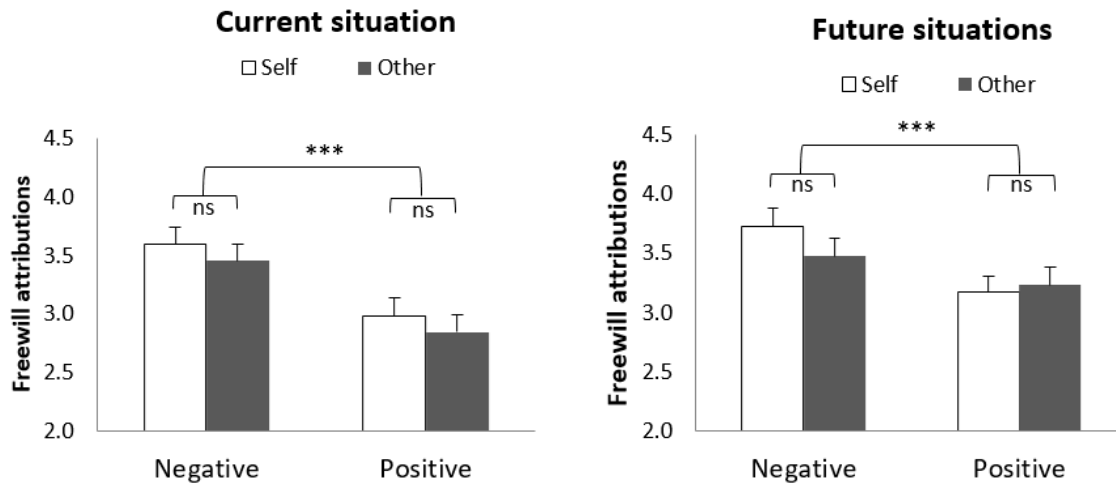 Current situation
Self Other
Freewill attributions
4.5
4.0
3.5
3.0
2.5
2.0
***
ns
ns
Negative Positive
Future situations
Self Other
Freewill attributions
4.5
4.0
3.5
3.0
2.5
2.0
***
ns
ns
Negative Positive